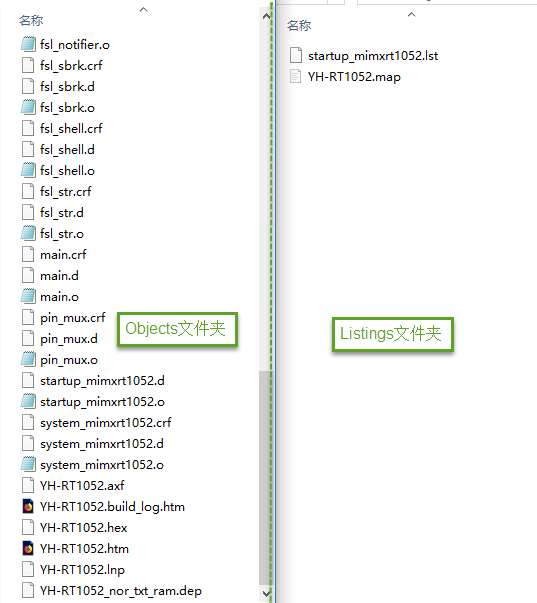 名称
fsl_notifier.o
fsl_sbrk.crf
fsl_sbrk.d
fsl_sbrk.o
fsl_shell.crf
fsl_shell.d
fsl_shell.o
fsl_str.crf
fsl_str.d
fsl_str.o
main.crf
main.d
main.o
pin_mux.crf
pin_mux.d
pin_mux.o
startup_mimxrt1052.d
startup_mimxrt1052.o
system_mimxrt1052.crf
system_mimxrt1052.d
system_mimxrt1052.o
YH-RT1052.axf
YH-RT1052.build_log.htm
YH-RT1052.hex
YH-RT1052.htm
YH-RT1052.lnp
YH-RT1052_nor_txt_ram.dep
Objects文件夹
名称
startup_mimxrt1052.lst
YH-RT1052.map
Listings文件夹